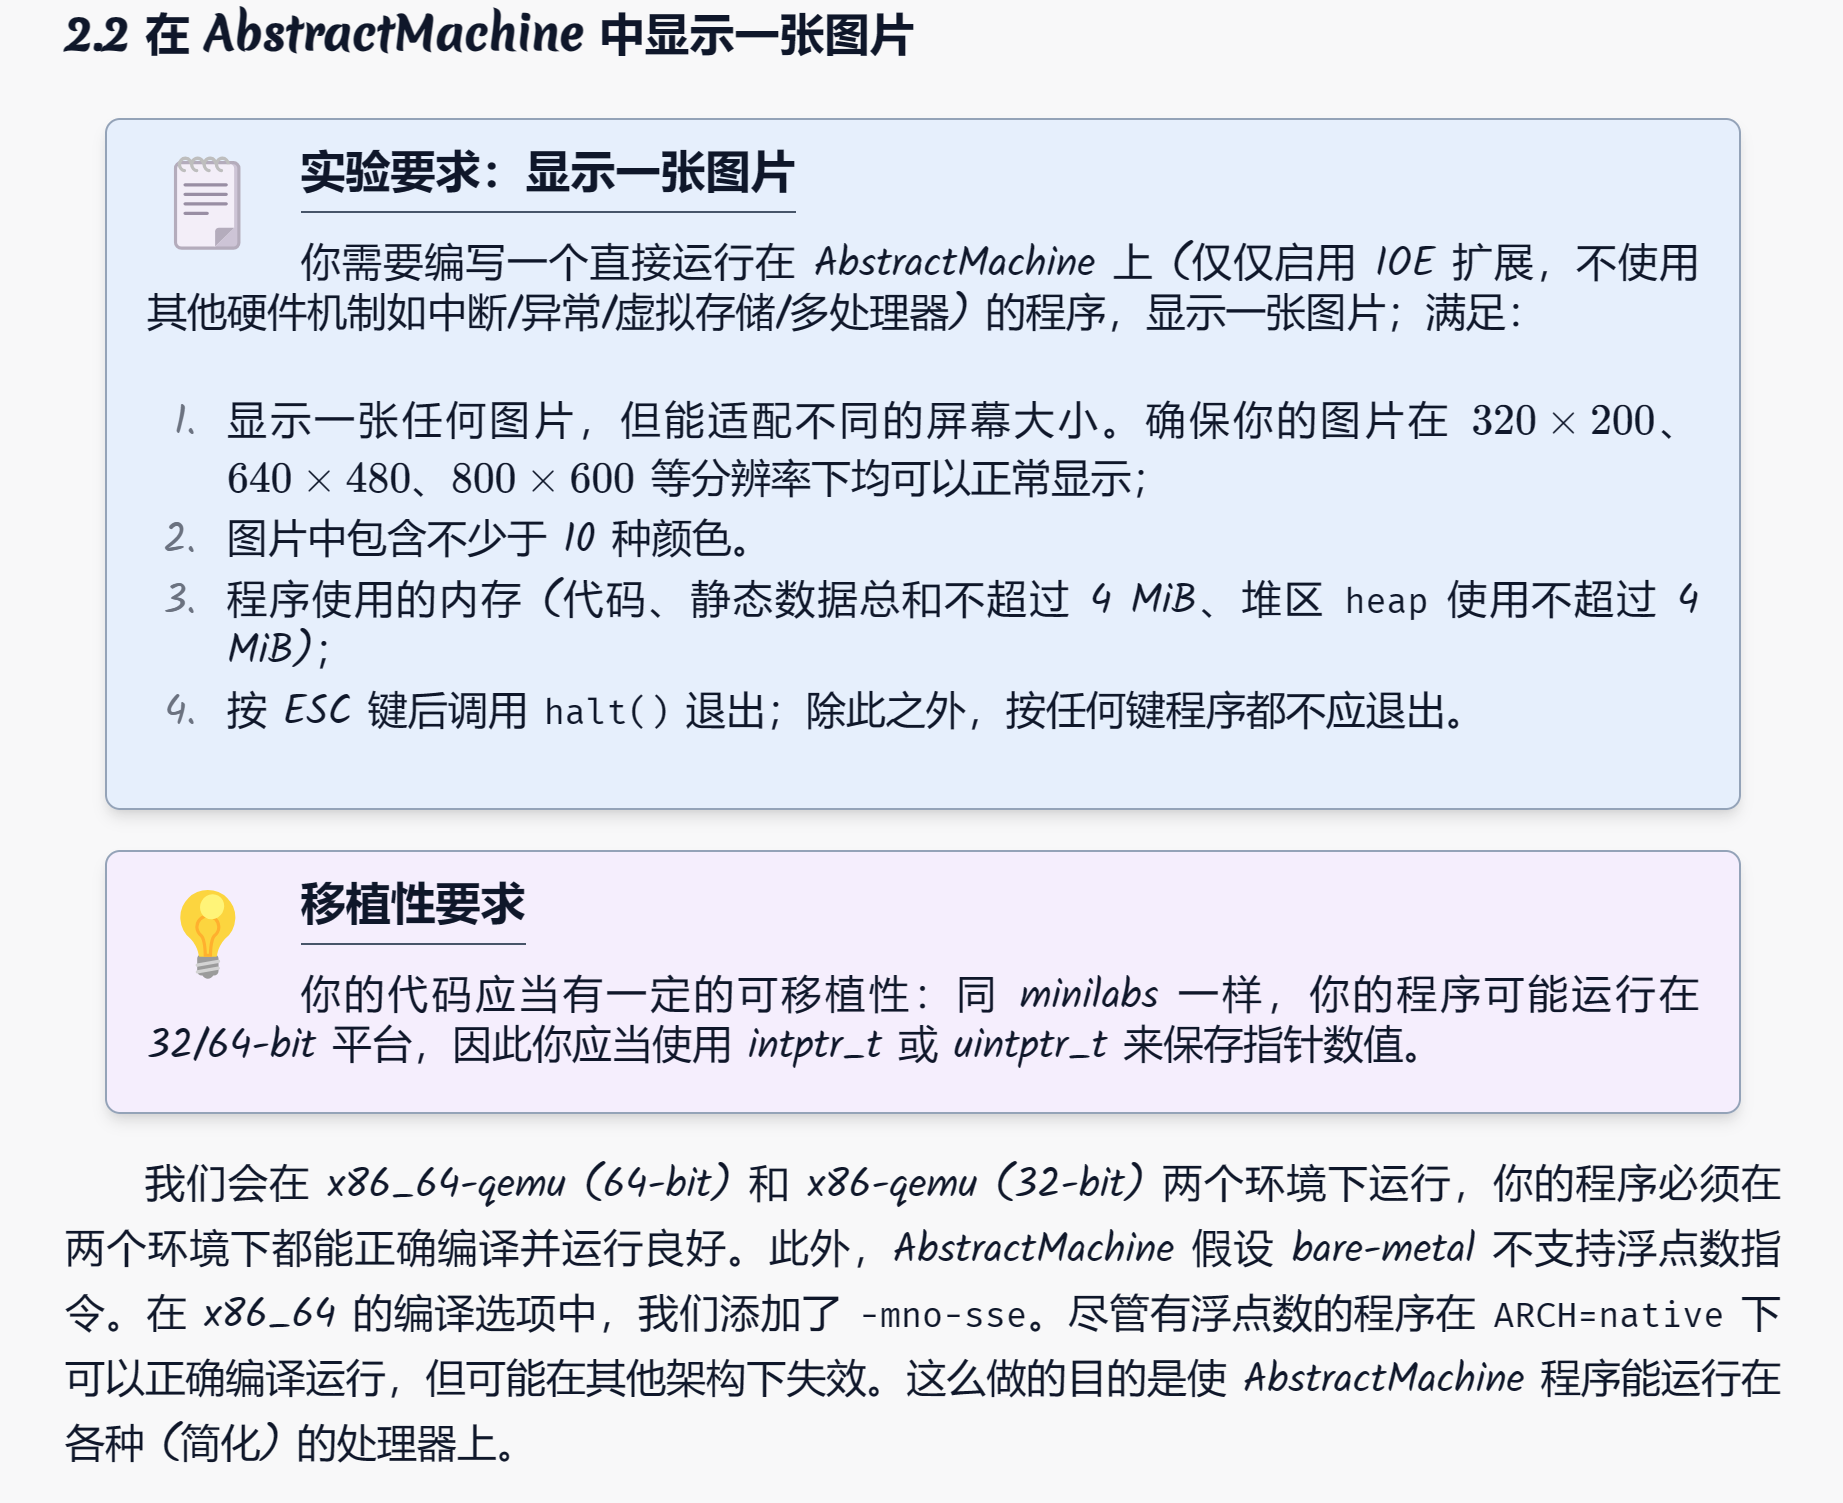 2.2 在 AbstractMachine 中显示一张图片
实验要求：显示一张图片
你需要编写一个直接运行在 AbstractMachine 上 (仅仅启用 IOE 扩展，不使用
其他硬件机制如中断/异常/虚拟存储/多处理器) 的程序，显示一张图片；满足：
1. 显示一张任何图片，但能适配不同的屏幕大小。确保你的图片在 320 × 200、
640 × 480、800 × 600 等分辨率下均可以正常显示；
2. 图片中包含不少于 10 种颜色。
3. 程序使用的内存 (代码、静态数据总和不超过 4 MiB、堆区 heap 使用不超过 4
MiB)；
4. 按 ESC 键后调用 halt() 退出；除此之外，按任何键程序都不应退出。
移植性要求
你的代码应当有一定的可移植性：同 minilabs 一样，你的程序可能运行在
32/64-bit 平台，因此你应当使用 intptr_t 或 uintptr_t 来保存指针数值。
我们会在 x86_64-qemu (64-bit) 和 x86-qemu (32-bit) 两个环境下运行，你的程序必须在
两个环境下都能正确编译并运行良好。此外，AbstractMachine 假设 bare-metal 不支持浮点数指
令。在 x86_64 的编译选项中，我们添加了 -mno-sse。尽管有浮点数的程序在 ARCH=native 下
可以正确编译运行，但可能在其他架构下失效。这么做的目的是使 AbstractMachine 程序能运行在
各种 (简化) 的处理器上。